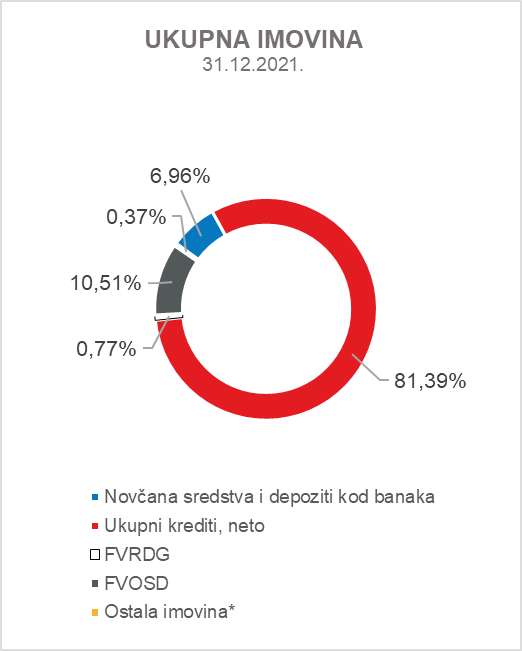 UKUPNA IMOVINA
31.12.2021.
6,96%
0,37%
10,51%
0,77%
81,39%
Novčana sredstva i depoziti kod banaka
Ukupni krediti, neto
FVRDG
FVOSD
Ostala imovina*